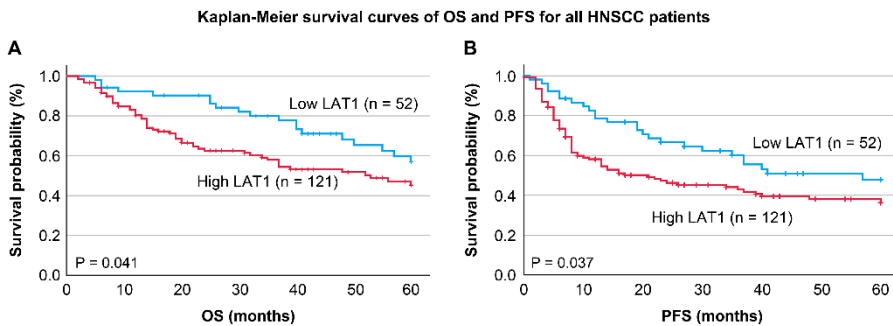 Kaplan-Meier survival curves of OS and PFS for all HNSCC patients
A
Survival probability (%)
1.0
0.8
0.6
0.4
0.2
0.0
Low LAT1 (n = 52)
High LAT1 (n = 121)
P = 0.041
0 10 20 30 40 50 60
OS (months)
B
Survival probability (%)
1.0
0.8
0.6
0.4
0.2
0.0
Low LAT1 (n = 52)
High LAT1 (n = 121)
P = 0.037
0 10 20 30 40 50 60
PFS (months)